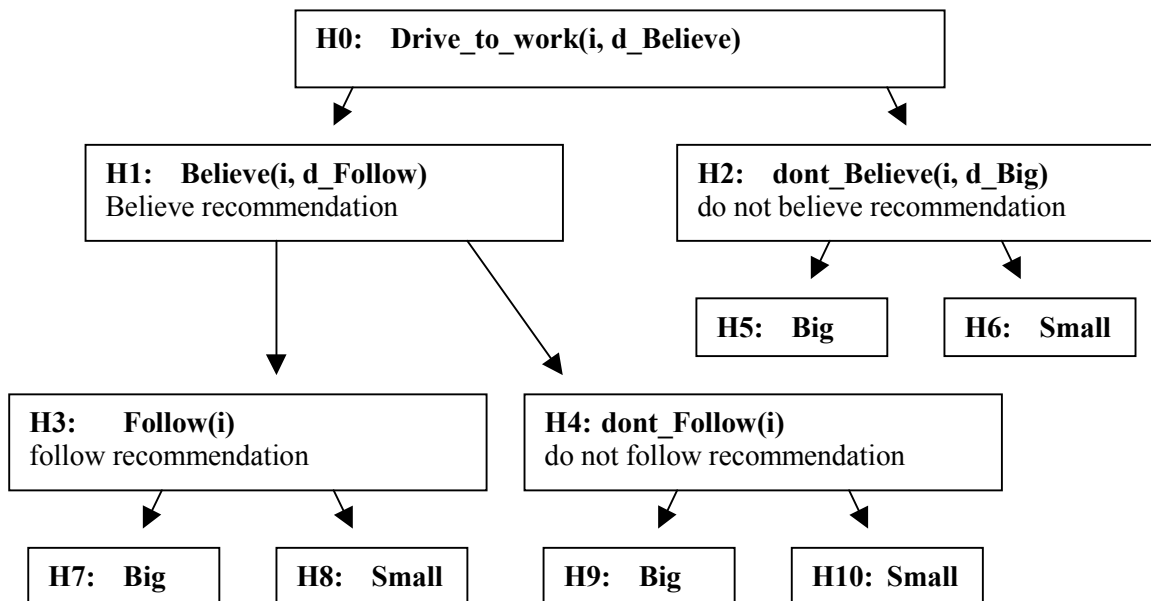 H0: Drive_to_work(i, d_Believe)
H1: Believe(i, d_Follow)
Believe recommendation
H2: dont_Believe(i, d_Big)
do not believe recommendation
H5: Big
H6: Small
H3: Follow(i)
follow recommendation
H4: dont_Follow(i)
do not follow recommendation
H7: Big
H8: Small
H9: Big
H10: Small